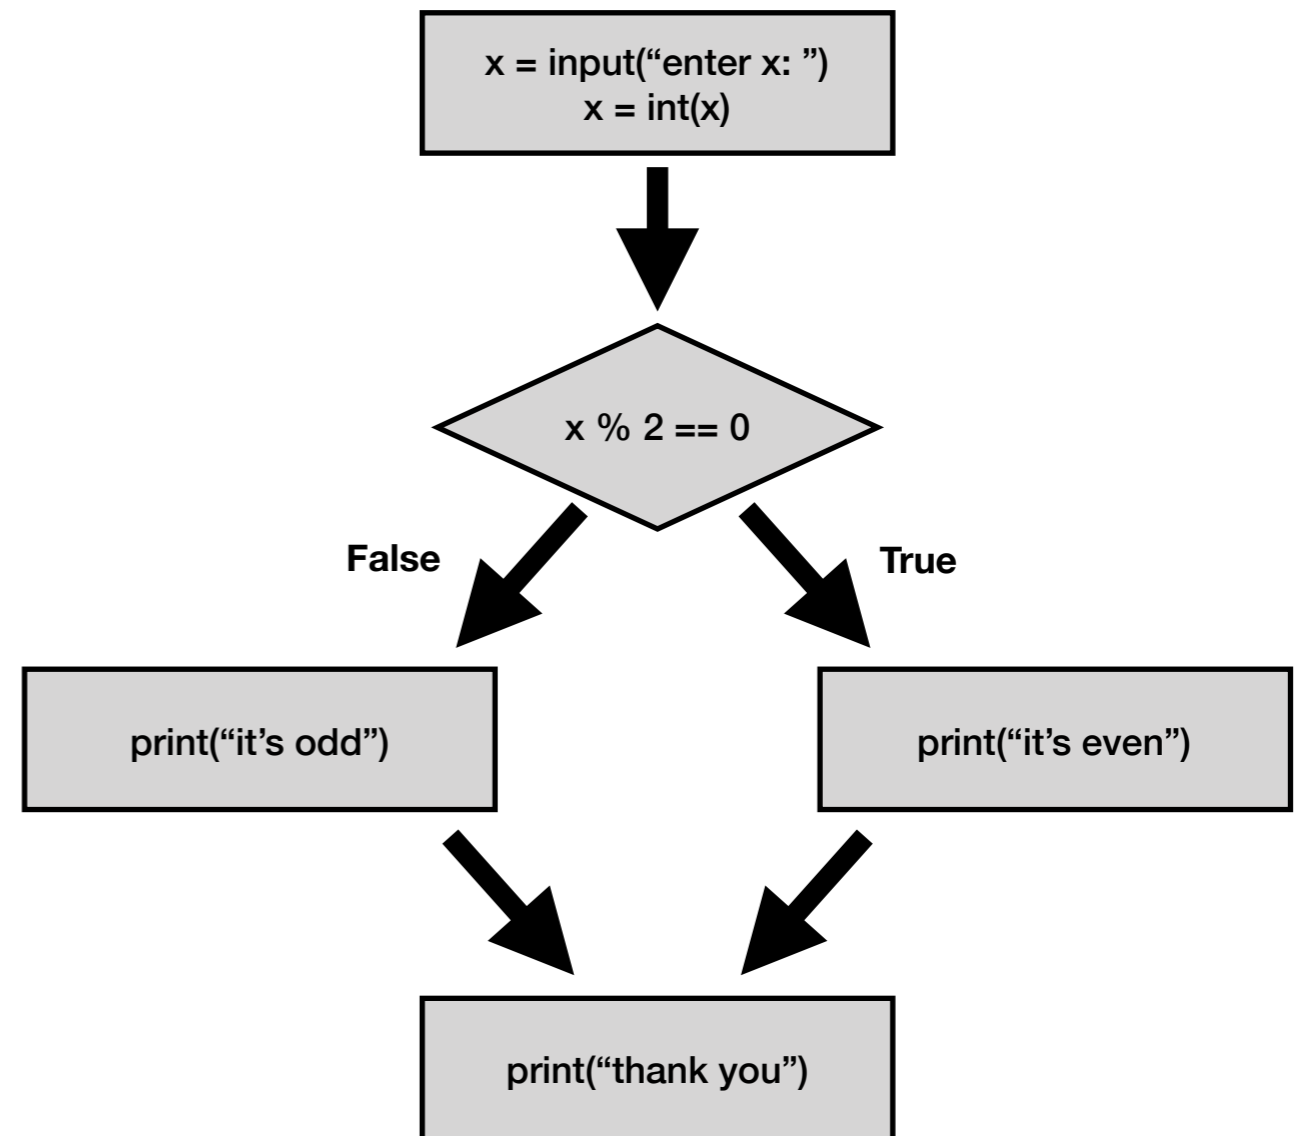 x = input(“enter x: ”)
x = int(x)
x % 2 == 0
False
True
print(“it’s odd”)
print(“it’s even”)
print(“thank you”)